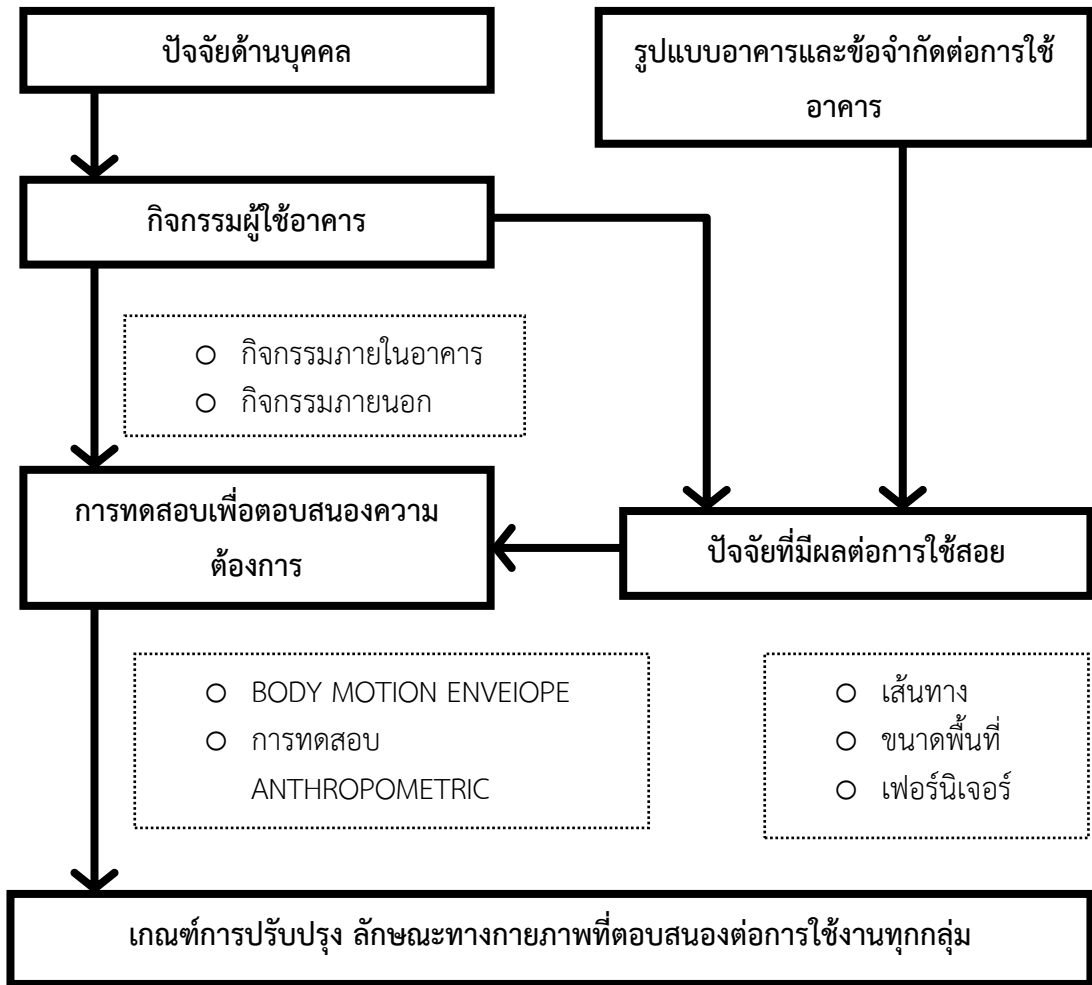 ปัจจัยด้านบุคคล
รูปแบบอาคารและข้อจำกัดต่อการใช้
อาคาร
กิจกรรมผู้ใช้อาคาร
กิจกรรมภายในอาคาร
กิจกรรมภายนอก
การทดสอบเพื่อตอบสนองความ
ต้องการ
ปัจจัยที่มีผลต่อการใช้สอย
BODY MOTION ENVEIOPE
การทดสอบ
ANTHROPOMETRIC
เส้นทาง
ขนาดพื้นที่
เฟอร์นิเจอร์
เกณฑ์การปรับปรุง ลักษณะทางกายภาพที่ตอบสนองต่อการใช้งานทุกกลุ่ม